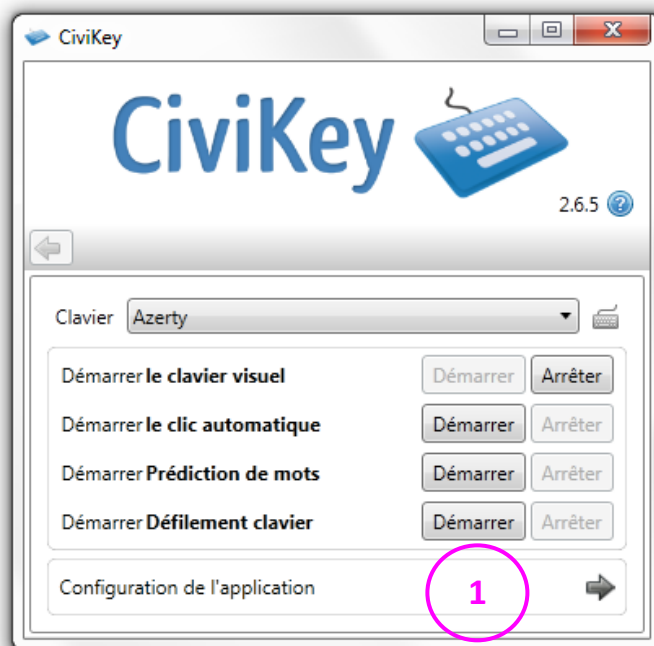 CiviKey
CiviKey
2.6.5 ?
Clavier Azerty
Démarrer le clavier visuel Démarrer Arrêter
Démarrer le clic automatique Démarrer Arrêter
Démarrer Prédiction de mots Démarrer Arrêter
Démarrer Défilement clavier Démarrer Arrêter
Configuration de l'application 1